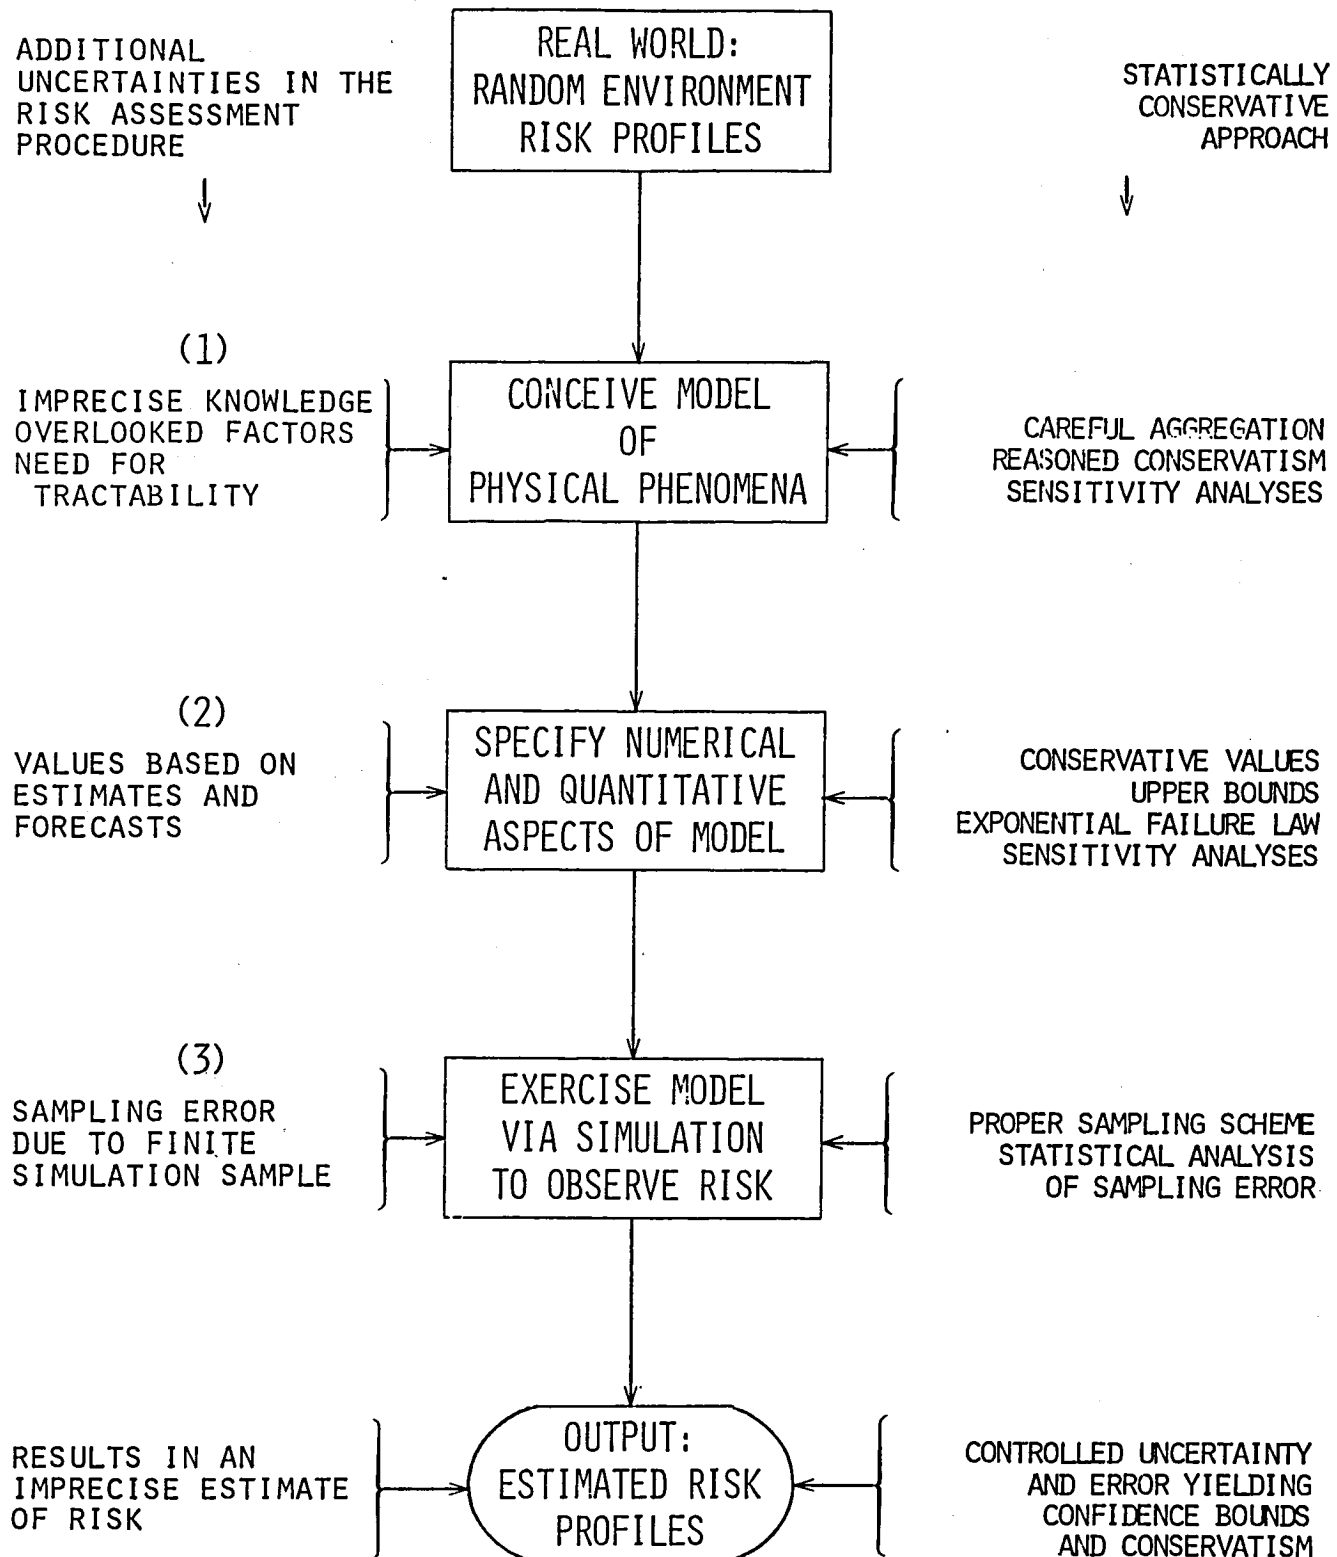 ADDITIONAL
UNCERTAINTIES IN THE
RISK ASSESSMENT
PROCEDURE
REAL WORLD:
RANDOM ENVIRONMENT
RISK PROFILES
STATISTICALLY
CONSERVATIVE
APPROACH
(1)
IMPRECISE KNOWLEDGE
OVERLOOKED FACTORS
NEED FOR
TRACTABILITY
CONCEIVE MODEL
OF
PHYSICAL PHENOMENA
CAREFUL AGGREGATION
REASONED CONSERVATISM
SENSITIVITY ANALYSES
(2)
VALUES BASED ON
ESTIMATES AND
FORECASTS
SPECIFY NUMERICAL
AND QUANTITATIVE
ASPECTS OF MODEL
CONSERVATIVE VALUES
UPPER BOUNDS
EXPONENTIAL FAILURE LAW
SENSITIVITY ANALYSES
(3)
SAMPLING ERROR
DUE TO FINITE
SIMULATION SAMPLE
EXERCISE MODEL
VIA SIMULATION
TO OBSERVE RISK
PROPER SAMPLING SCHEME
STATISTICAL ANALYSIS
OF SAMPLING ERROR
RESULTS IN AN
IMPRECISE ESTIMATE
OF RISK
OUTPUT:
ESTIMATED RISK
PROFILES
CONTROLLED UNCERTAINTY
AND ERROR YIELDING
CONFIDENCE BOUNDS
AND CONSERVATISM